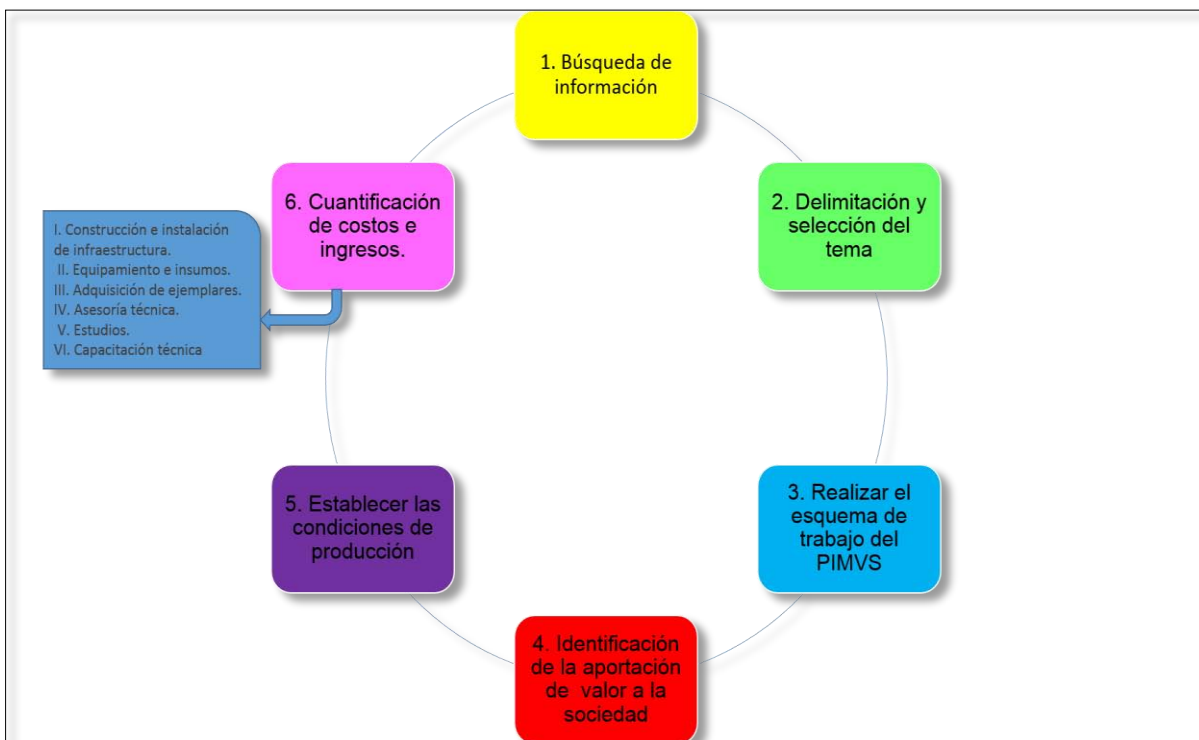 1. Búsqueda de
información
2. Delimitación y
selección del
tema
3. Realizar el
esquema de
trabajo del
PIMVS
4. Identificación
de la aportación
de valor a la
sociedad
5. Establecer las
condiciones de
producción
6. Cuantificación
de costos e
ingresos.
I. Construcción e instalación
de infraestructura.
II. Equipamiento e insumos.
III. Adquisición de ejemplares.
IV. Asesoría técnica.
V. Estudios.
VI. Capacitación técnica